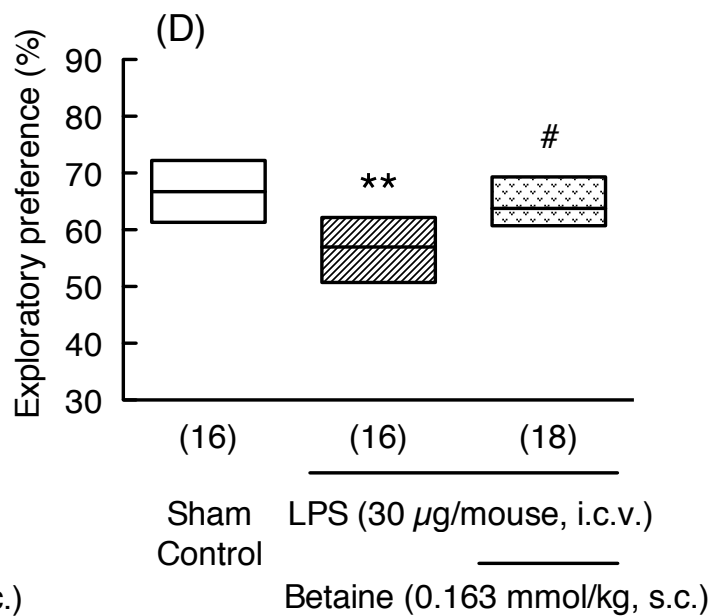 (D)
Exploratory preference (%)
90
80
70
60
50
40
30
**
#
(16)
(16)
(18)
Sham
Control
LPS (30 µg/mouse, i.c.v.)
Betaine (0.163 mmol/kg, s.c.)
c.)